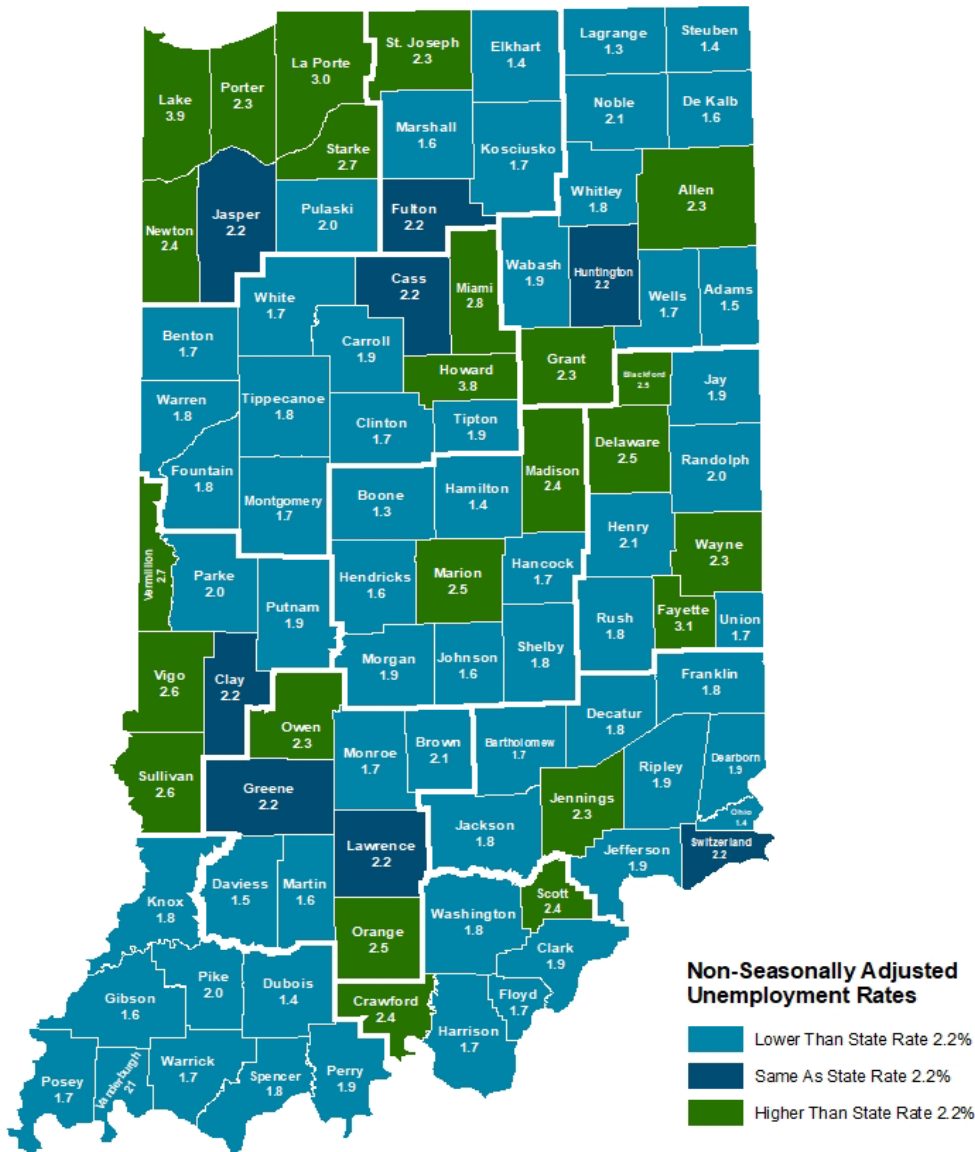 St. Joseph
2.3
Elkhart
1.4
Lagrange
1.3
Steuben
1.4
La Porte
3.0
Porter
2.3
Lake
3.9
Noble
2.1
De Kalb
1.6
Marshall
1.6
Starke
2.7
Kosciusko
1.7
Whitley
1.8
Allen
2.3
Jasper
2.2
Pulaski
2.0
Fulton
2.2
Newton
2.4
Wabash
1.9
Huntington
2.2
Wells
1.7
Adams
1.5
Cass
2.2
Miami
2.8
White
1.7
Benton
1.7
Carroll
1.9
Howard
3.8
Grant
2.3
Blackford
2.5
Jay
1.9
Warren
1.8
Tippecanoe
1.8
Clinton
1.7
Tipton
1.9
Delaware
2.5
Randolph
2.0
Fountain
1.8
Montgomery
1.7
Boone
1.3
Hamilton
1.4
Madison
2.4
Henry
2.1
Wayne
2.3
Vermillion
2.7
Parke
2.0
Putnam
1.9
Hendricks
1.6
Marion
2.5
Hancock
1.7
Rush
1.8
Fayette
3.1
Union
1.7
Vigo
2.6
Clay
2.2
Morgan
1.9
Johnson
1.6
Shelby
1.8
Franklin
1.8
Owen
2.3
Monroe
1.7
Brown
2.1
Bartholomew
1.7
Decatur
1.8
Ripley
1.9
Dearborn
1.9
Sullivan
2.6
Greene
2.2
Jennings
2.3
Ohio
1.4
Jackson
1.8
Lawrence
2.2
Jefferson
1.9
Switzerland
2.2
Knox
1.8
Daviess
1.5
Martin
1.6
Washington
1.8
Scott
2.4
Orange
2.5
Clark
1.9
Gibson
1.6
Pike
2.0
Dubois
1.4
Crawford
2.4
Floyd
1.7
Harrison
1.7
Posey
1.7
Vanderburgh
21
Warrick
1.7
Spencer
1.8
Perry
1.9
Non-Seasonally Adjusted
Unemployment Rates
Lower Than State Rate 2.2%
Same As State Rate 2.2%
Higher Than State Rate 2.2%